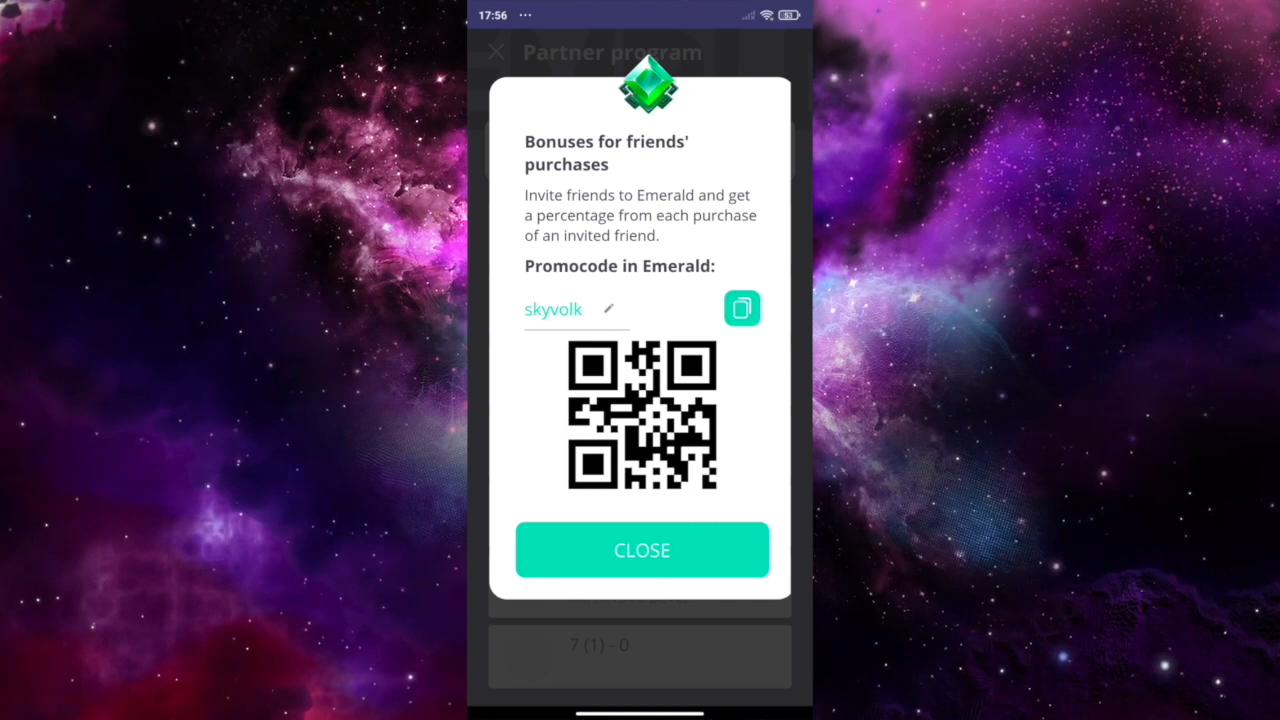 17:56 ...
53
Partner program
Bonuses for friends'
purchases
Invite friends to Emerald and get
a percentage from each purchase
of an invited friend.
Promocode in Emerald:
skyvolk
CLOSE
7 (1) - 0